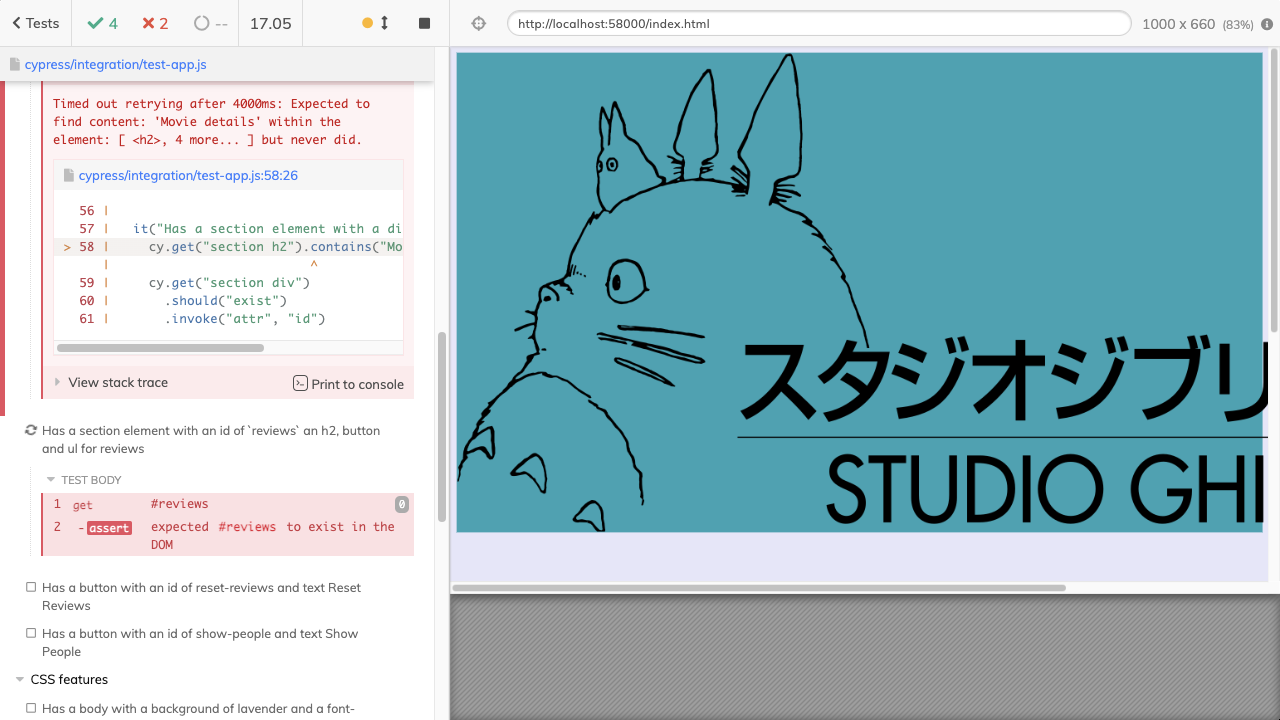 Tests
4
2
--
17.05
http://localhost:58000/index.html
1000 x 660 (83%)
cypress/integration/test-app.js
Timed out retrying after 4000ms: Expected to
find content: 'Movie details' within the
element: [ <h2>, 4 more... ] but never did.
cypress/integration/test-app.js:58:26
56 |
57 | it("Has a section element with a di
> 58 | cy.get("section h2").contains("Mo
| ^
59 | cy.get("section div")
60 | .should("exist")
61 | .invoke("attr", "id")
View stack trace
Print to console
Has a section element with an id of `reviews` an h2, button
and ul for reviews
TEST BODY
1 get #reviews 0
2 -assert expected #reviews to exist in the
DOM
Has a button with an id of reset-reviews and text Reset
Reviews
Has a button with an id of show-people and text Show
People
CSS features
Has a body with a background of lavender and a font-
スタジオジブリ
STUDIO GHI